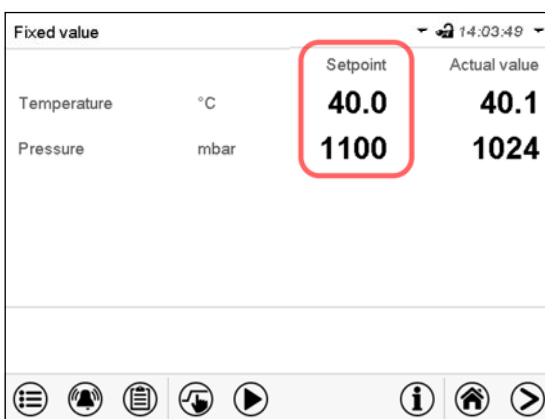 Fixed value 14:03:49
Setpoint Actual value
Temperature °C 40.0 40.1
Pressure mbar 1100 1024